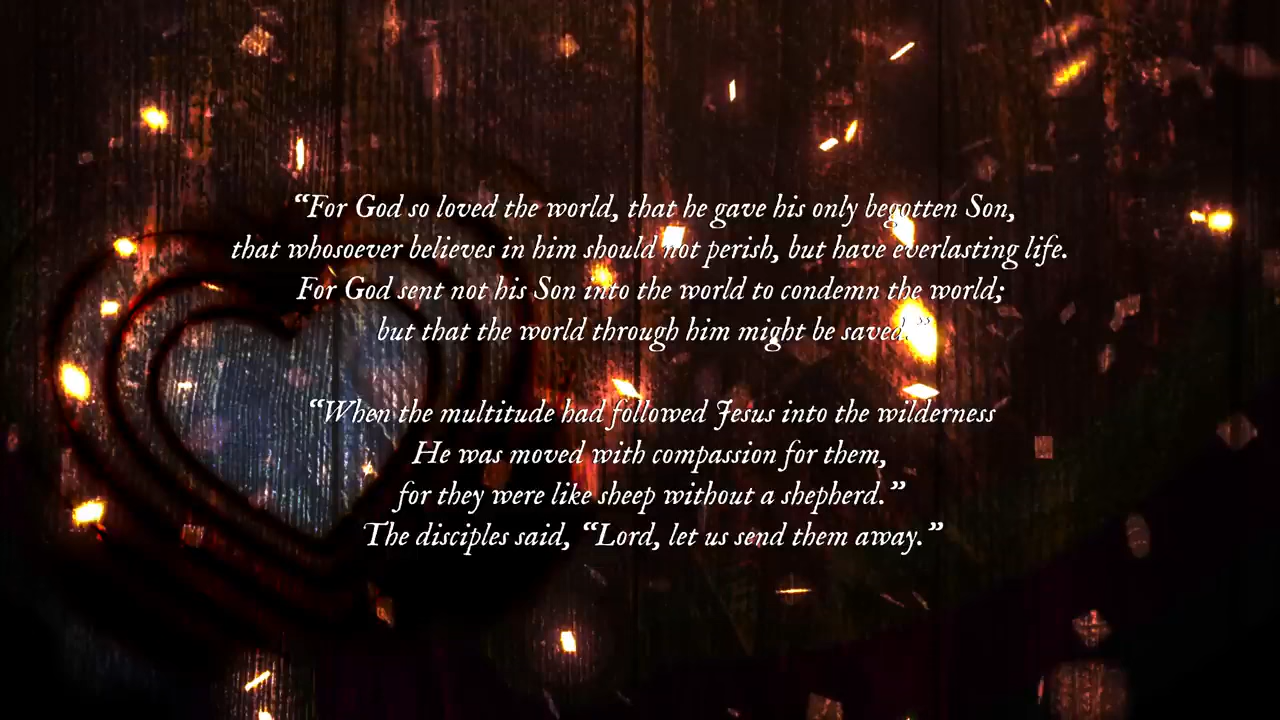 “For God so loved the world, that he gave his only begotten Son,
that whosoever believes in him should not perish, but have everlasting life.
For God sent not his Son into the world to condemn the world;
but that the world through him might be saved.”
“When the multitude had followed Jesus into the wilderness
He was moved with compassion for them,
for they were like sheep without a shepherd.”
The disciples said, “Lord, let us send them away.”